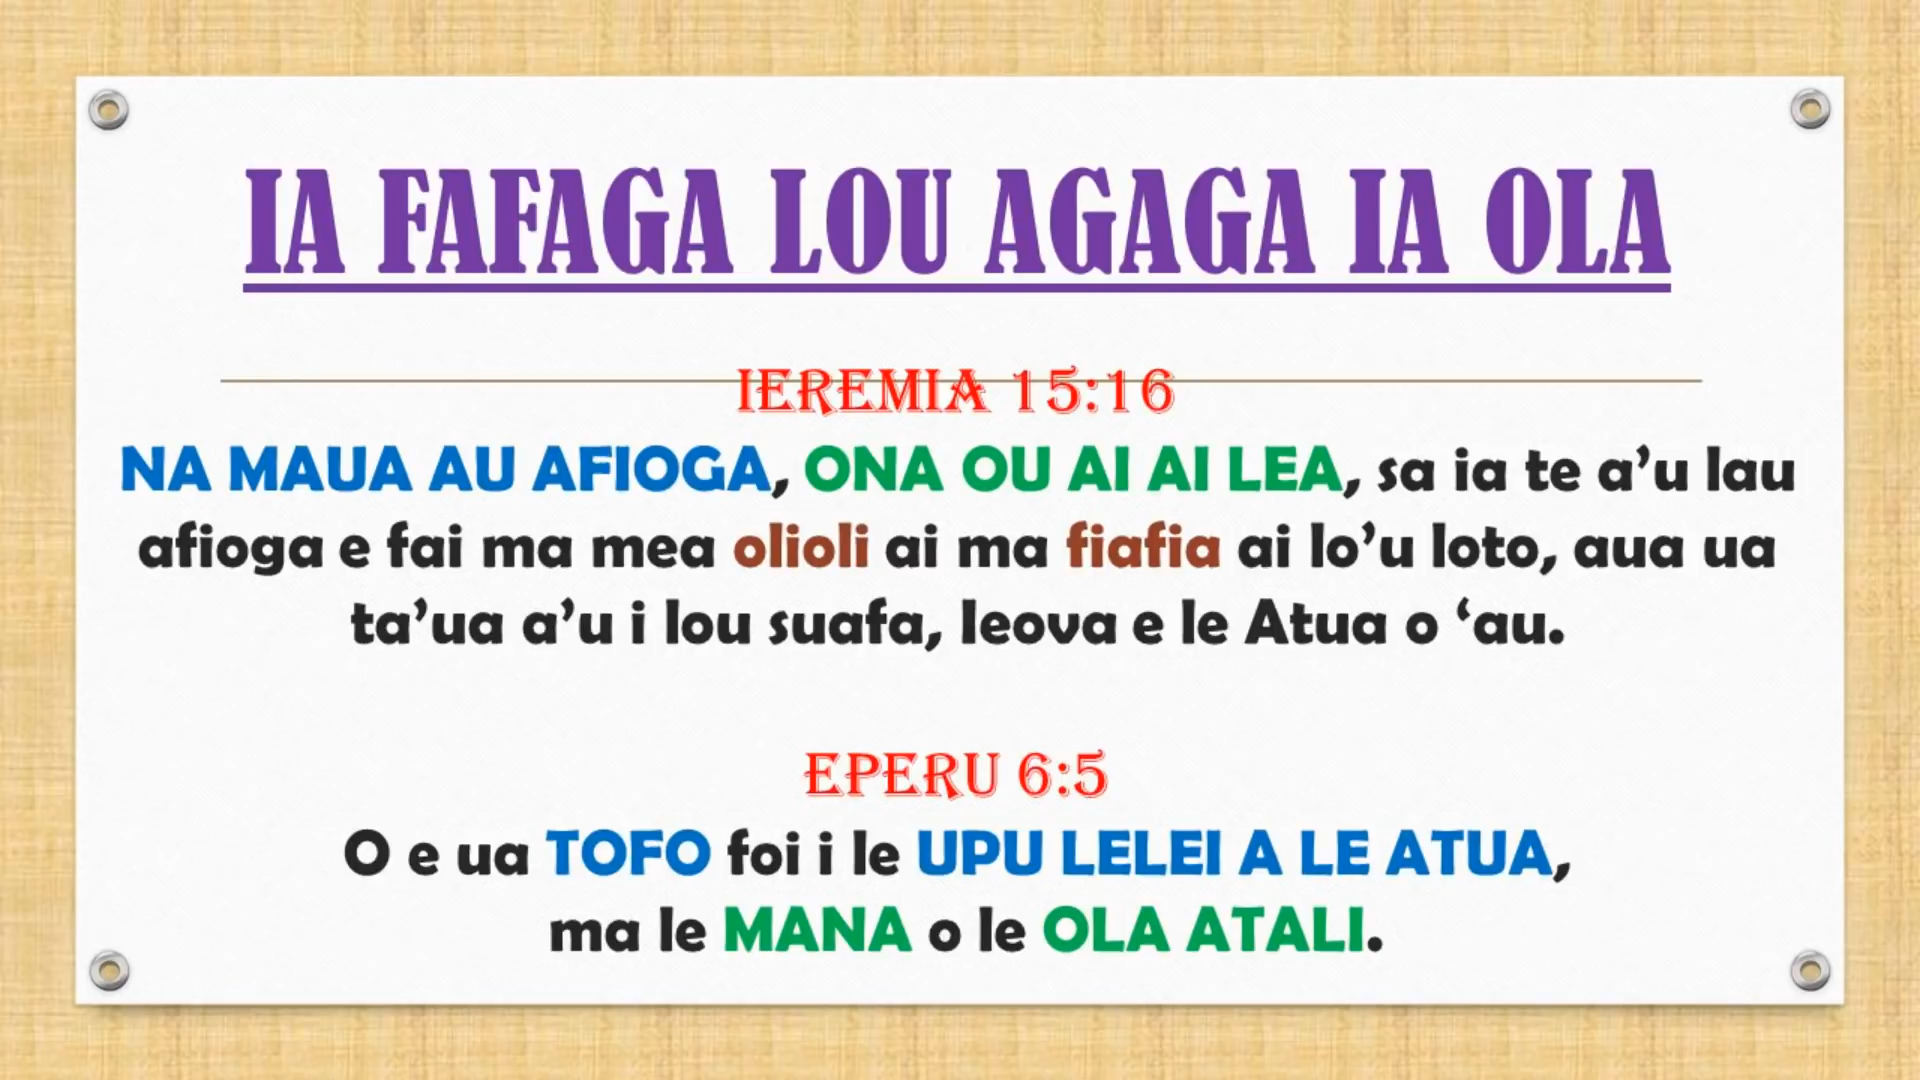 IA FAFAGA LOU AGAGA IA OLA
IEREMIA 15:16
NA MAUA AU AFIOGA, ONA OU AI AI LEA, sa ia te a’u lau
afioga e fai ma mea olioli ai ma fiafia ai lo’u loto, aua ua
ta’ua a’u i lou suafa, Ieova e le Atua o ‘au.
EPERU 6:5
O e ua TOFO foi i le UPU LELEI A LE ATUA,
ma le MANA o le OLA ATALI.